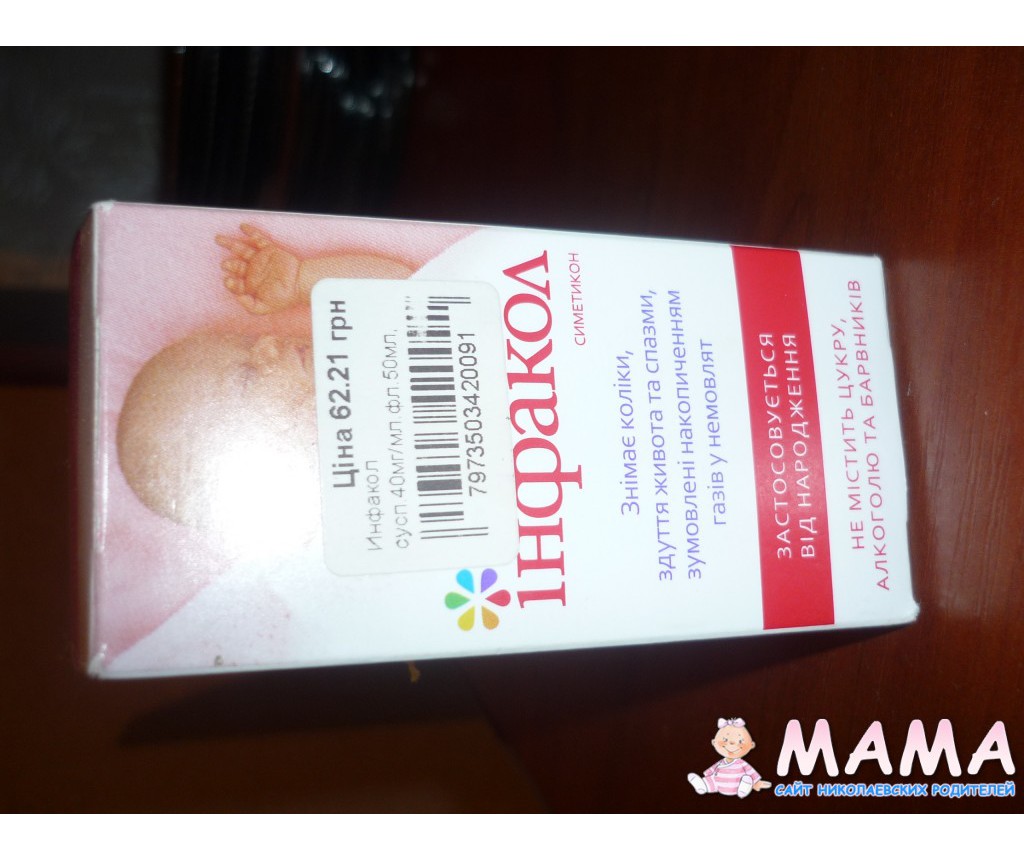 Ціна 62.21 грн
Инфакол
сусп.40мг/мл.фл.50мл,
7973503420091
інфракол
СИМЕТИКОН
Знімає коліки,
здуття живота та спазми,
зумовлені накопиченням
газів у немовлят
ЗАСТОСОВУЄТЬСЯ
ВІД НАРОДЖЕННЯ
НЕ МІСТИТЬ ЦУКРУ,
АЛКОГОЛЮ ТА БАРВНИКІВ
МАМА
САЙТ НИКОЛАЕВСКИХ РОДИТЕЛЕЙ